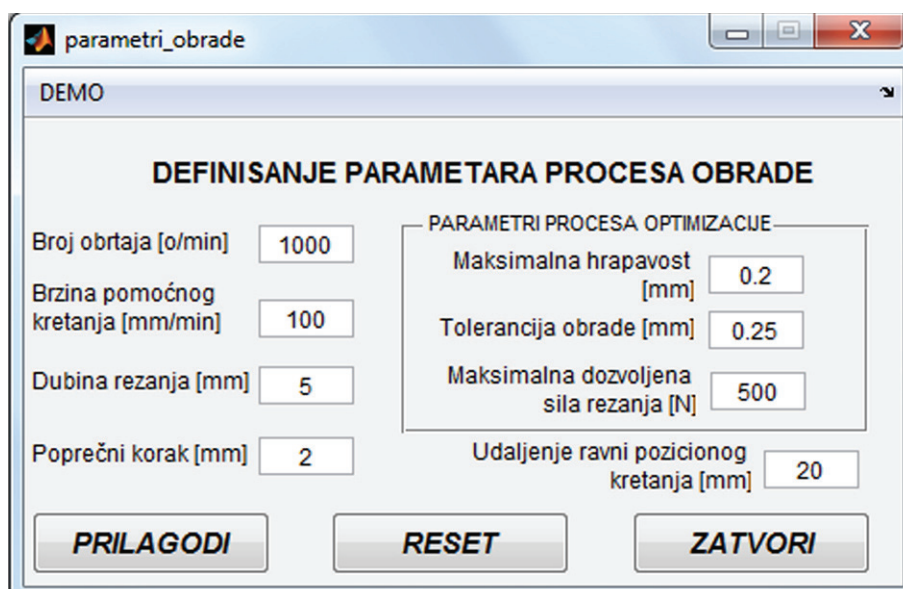 parametri_obrade
DEMO
DEFINISANJE PARAMETARA PROCESA OBRADE
Broj obrtaja [o/min] 1000
Brzina pomoćnog
kretanja [mm/min] 100
Dubina rezanja [mm] 5
Poprečni korak [mm] 2
PARAMETRI PROCESA OPTIMIZACIJE
Maksimalna hrapavost
[mm] 0.2
Tolerancija obrade [mm] 0.25
Maksimalna dozvoljena
sila rezanja [N] 500
Udaljenje ravni pozicionog
kretanja [mm] 20
PRILAGODI RESET ZATVORI